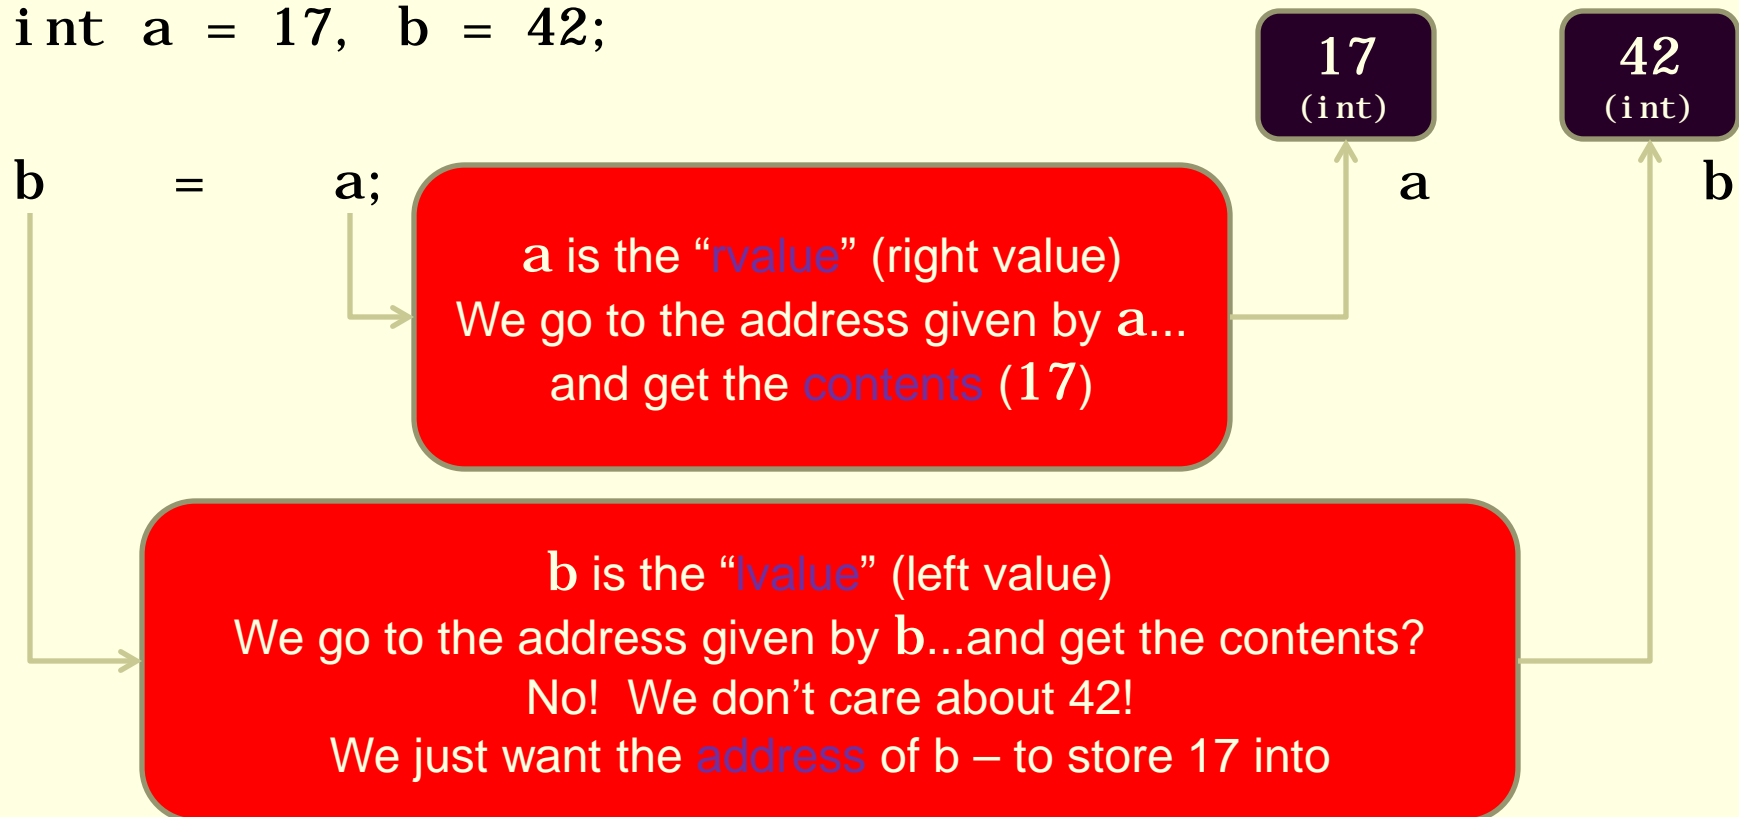 int a = 17, b = 42;
17
(int)
42
(int)
b = a;
a
b
a is the “rvalue” (right value)
We go to the address given by a...
and get the contents (17)
b is the “lvalue” (left value)
We go to the address given by b...and get the contents?
No! We don’t care about 42!
We just want the address of b – to store 17 into